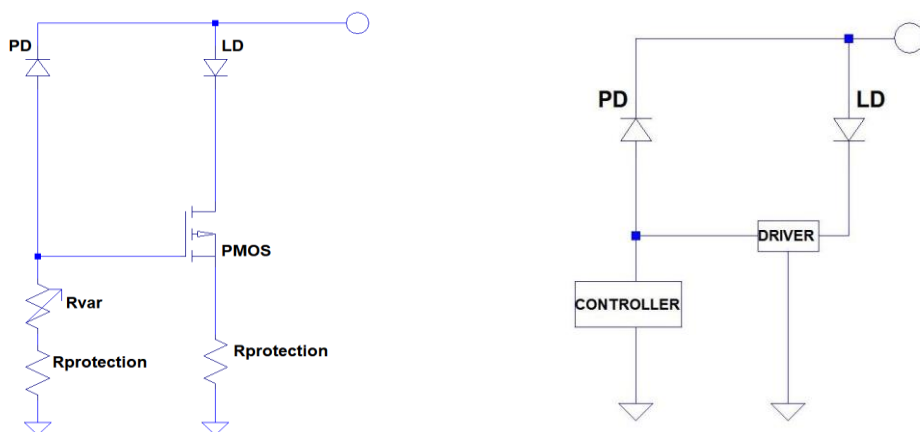 PD
LD
PMOS
Rvar
Rprotection
Rprotection
PD
LD
DRIVER
CONTROLLER